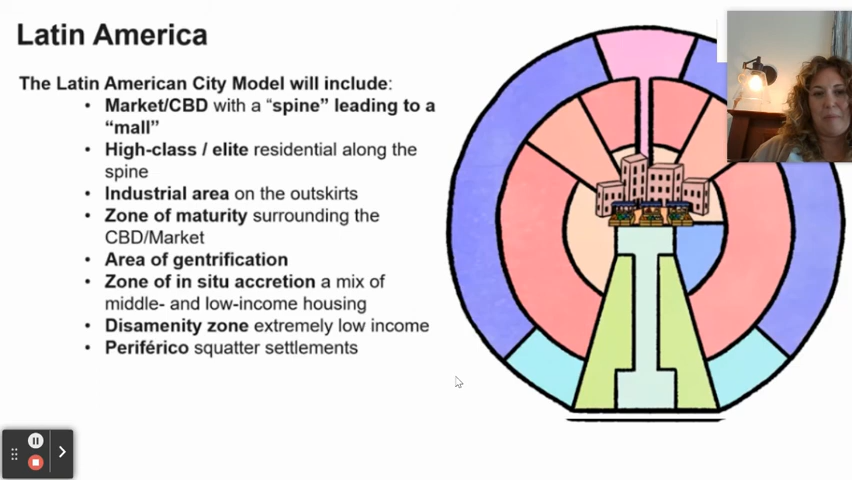 Latin America
The Latin American City Model will include:
• Market/CBD with a “spine” leading to a
“mall”
• High-class / elite residential along the
spine
• Industrial area on the outskirts
• Zone of maturity surrounding the
CBD/Market
• Area of gentrification
• Zone of in situ accretion a mix of
middle- and low-income housing
• Disamenity zone extremely low income
• Periférico squatter settlements